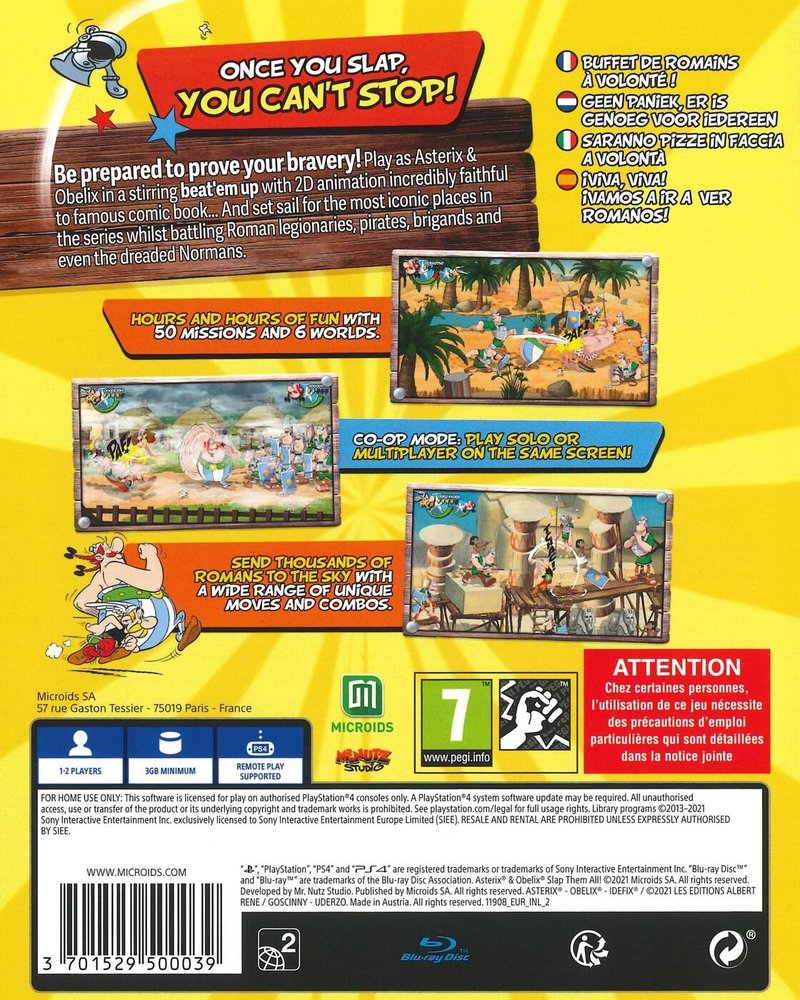 ONCE YOU SLAP,
YOU CAN'T STOP!
Be prepared to prove your bravery! Play as Asterix &
Obelix in a stirring beat'em up with 2D animation incredibly faithful
to famous comic book... And set sail for the most iconic places in
the series whilst battling Roman legionaries, pirates, brigands and
even the dreaded Normans.
BUFFET DE ROMAINS
À VOLONTÉ !
GEEN PANIEK, ER IS
GENOEG VOOR IEDEREEN
SARANNO PIZZE IN FACCIA
A VOLONTÀ
¡VIVA, VIVA!
¡VAMOS A IR A VER
ROMANOS!
HOURS AND HOURS OF FUN WITH
50 MISSIONS AND 6 WORLDS.
PAF
CO-OP MODE: PLAY SOLO OR
MULTIPLAYER ON THE SAME SCREEN!
SEND THOUSANDS OF
ROMANS TO THE SKY WITH
A WIDE RANGE OF UNIQUE
MOVES AND COMBOS.
Microids SA
57 rue Gaston Tessier - 75019 Paris - France
MICROIDS
MR.NUTZ
STUDIO
7
www.pegi.info
ATTENTION
Chez certaines personnes,
l'utilisation de ce jeu nécessite
des précautions d'emploi
particulières qui sont détaillées
dans la notice jointe
1-2 PLAYERS
3GB MINIMUM
PS4
REMOTE PLAY
SUPPORTED
FOR HOME USE ONLY: This software is licensed for play on authorised PlayStation®4 consoles only. A PlayStation®4 system software update may be required. All unauthorised
access, use or transfer of the product or its underlying copyright and trademark works is prohibited. See playstation.com/legal for full usage rights. Library programs ©2013-2021
Sony Interactive Entertainment Inc. exclusively licensed to Sony Interactive Entertainment Europe Limited (SIEE). RESALE AND RENTAL ARE PROHIBITED UNLESS EXPRESSLY AUTHORISED
BY SIEE.
WWW.MICROIDS.COM
3 701529 500039
", "PlayStation", "PS4" and "PS4" are registered trademarks or trademarks of Sony Interactive Entertainment Inc. "Blu-ray Disc™"
and "Blu-ray™" are trademarks of the Blu-ray Disc Association. Asterix® & Obelix® Slap Them All! ©2021 Microids SA. All rights reserved.
Developed by Mr. Nutz Studio. Published by Microids SA. All rights reserved. ASTERIX® - OBELIX® - IDEFIX® / ©2021 LES EDITIONS ALBERT
RENE / GOSCINNY - UDERZO. Made in Austria. All rights reserved. 11908_EUR_INL_2
2
Blu-ray Disc™
®